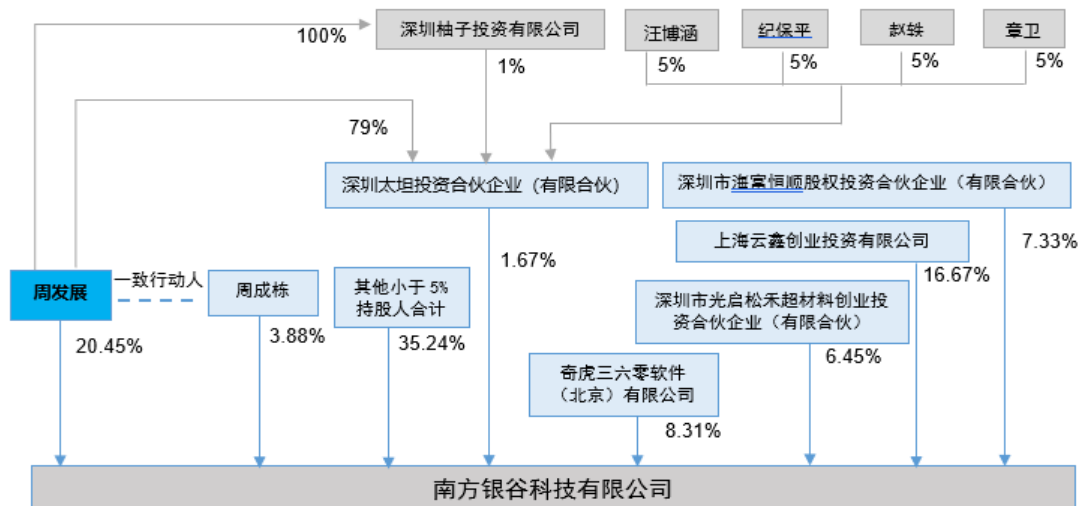 100%
深圳柚子投资有限公司
汪博涵
纪保平
赵轶
章卫
1%
5%
5%
5%
5%
79%
深圳太坦投资合伙企业（有限合伙）
深圳市海富恒顺股权投资合伙企业（有限合伙）
上海云鑫创业投资有限公司
7.33%
1.67%
16.67%
周发展
一致行动人
周成栋
其他小于 5%
持股人合计
深圳市光启松禾超材料创业投
资合伙企业（有限合伙）
20.45%
3.88%
35.24%
6.45%
奇虎三六零软件
（北京）有限公司
8.31%
南方银谷科技有限公司